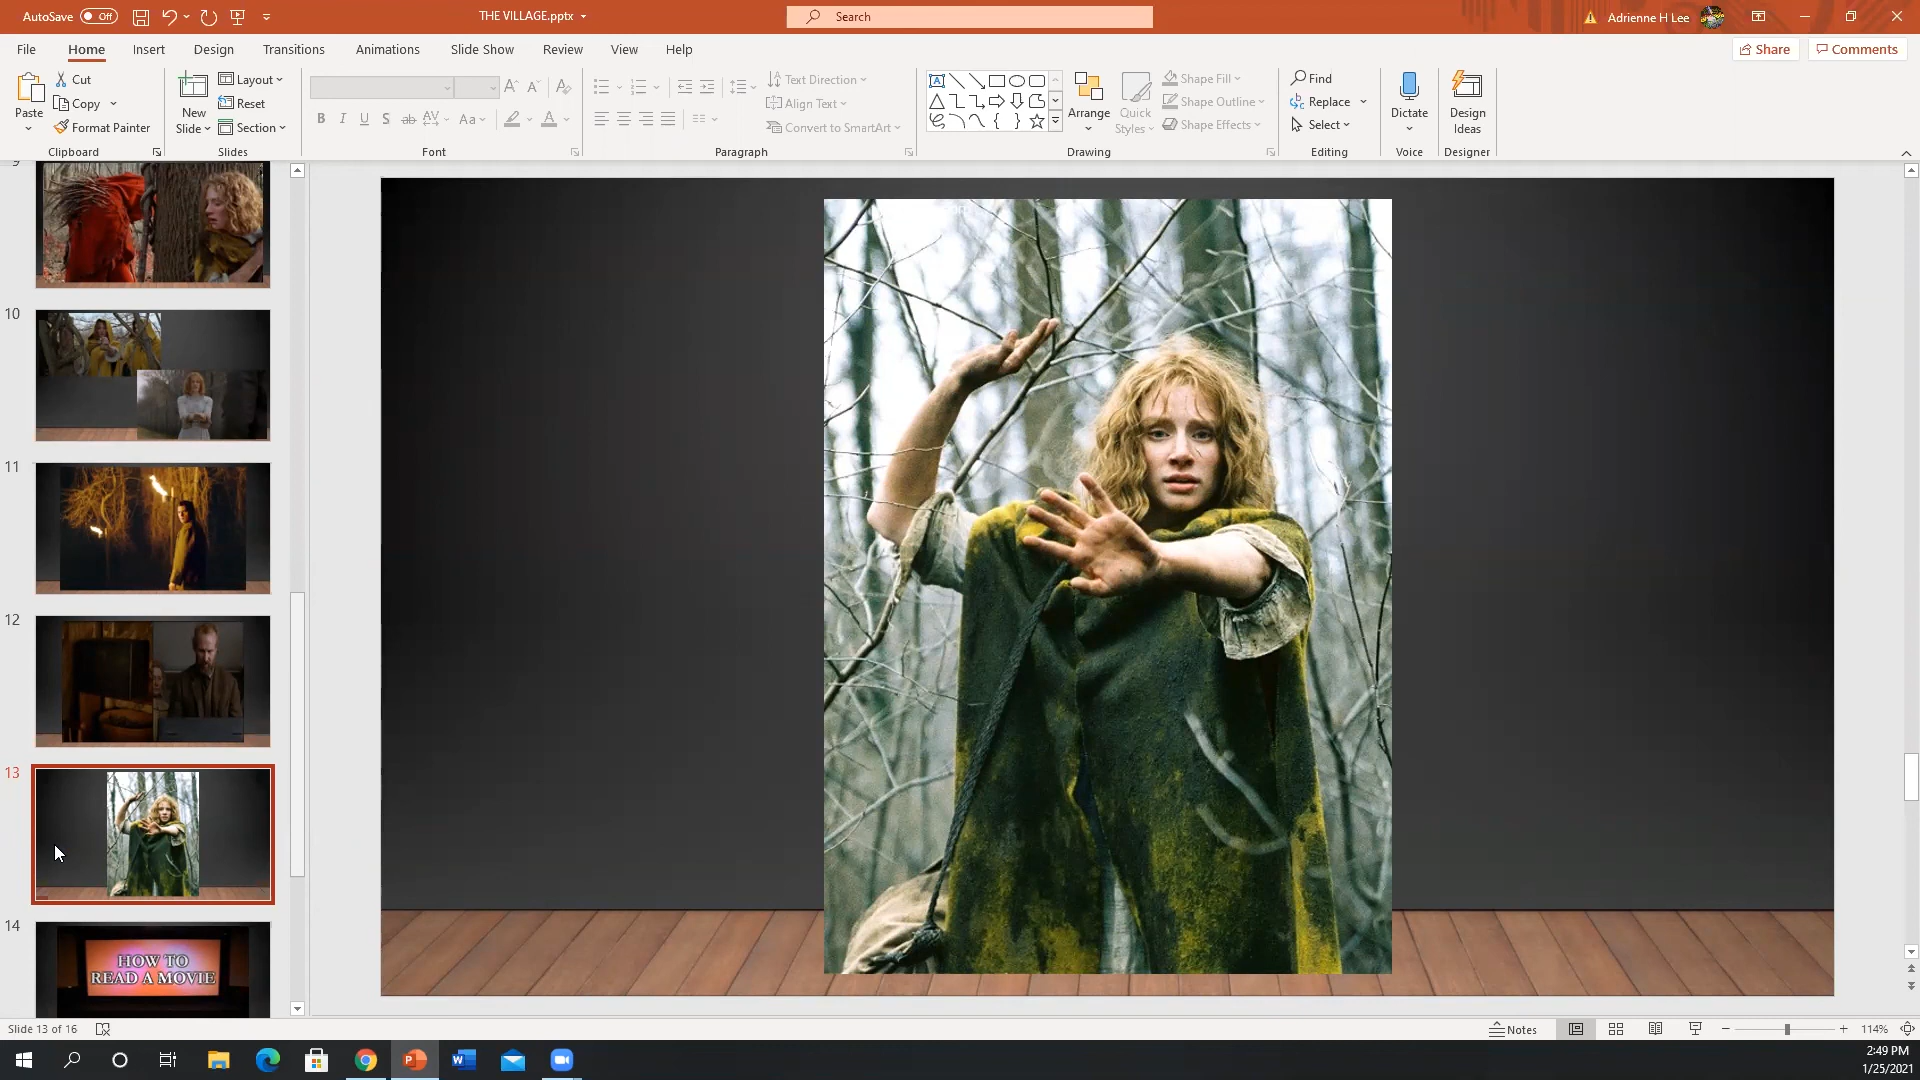 AutoSave Off
THE VILLAGE.pptx
Search
Adrienne H Lee
File Home Insert Design Transitions Animations Slide Show Review View Help
Share Comments
Paste
Cut
Copy
Format Painter
Clipboard
New Slide
Layout
Reset
Section
Slides
B I U S ab AV Aa A
Font
Text Direction
Align Text
Convert to SmartArt
Paragraph
Arrange
Quick Styles
Shape Fill
Shape Outline
Shape Effects
Drawing
Find
Replace
Select
Editing
Dictate
Voice
Design Ideas
Designer
9
10
11
12
13
14
HOW TO
READ A MOVIE
Slide 13 of 16
Notes
114%
2:49 PM
1/25/2021